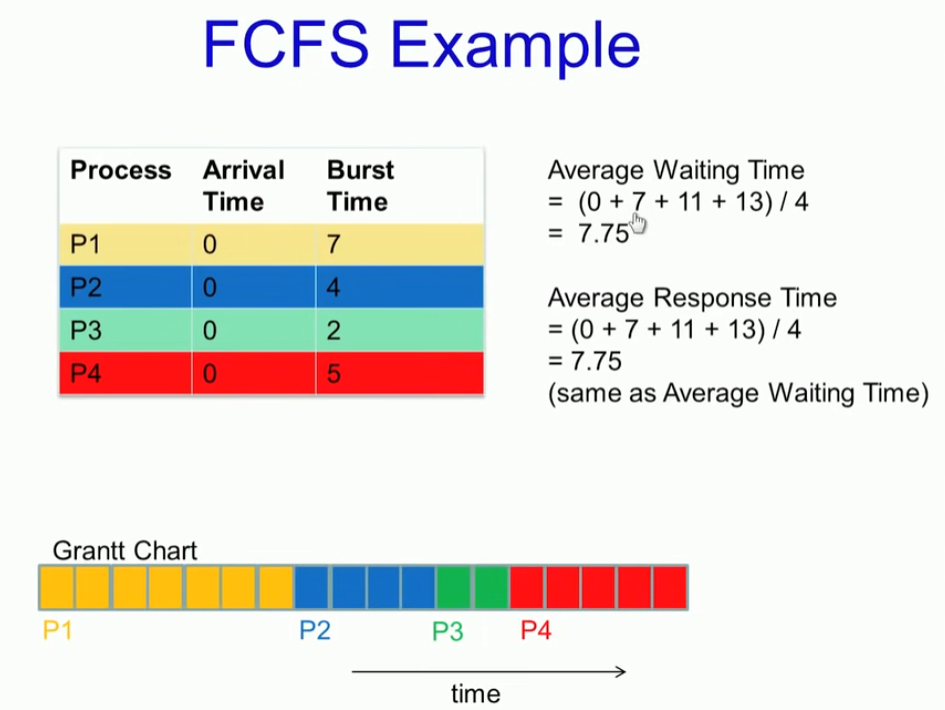 FCFS Example
Process Arrival Time Burst Time
P1 0 7
P2 0 4
P3 0 2
P4 0 5
Average Waiting Time
= (0 + 7 + 11 + 13) / 4
= 7.75
Average Response Time
= (0 + 7 + 11 + 13) / 4
= 7.75
(same as Average Waiting Time)
Grantt Chart
P1 P2 P3 P4
time